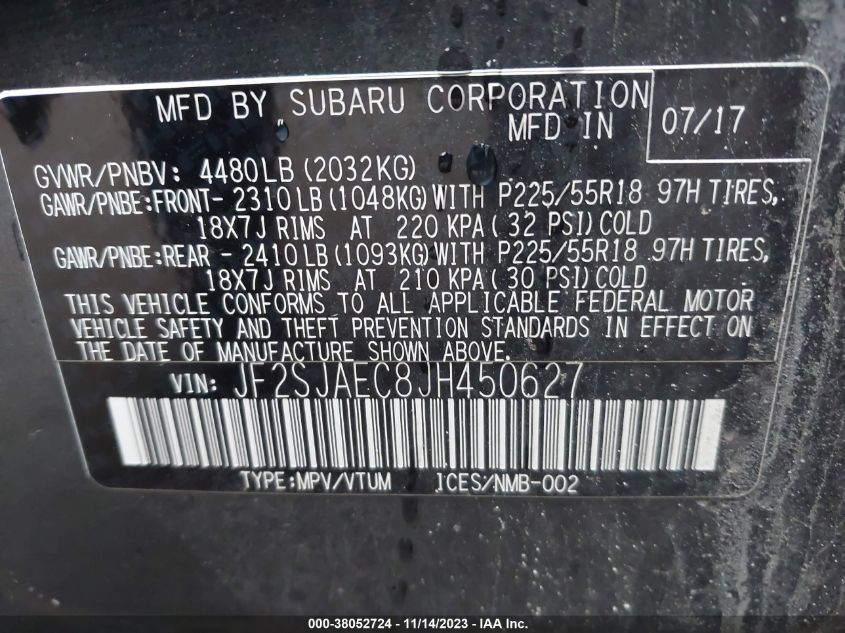 MFD BY SUBARU CORPORATION
MFD IN 07/17
GVWR/PNBV: 4480LB (2032KG)
GAWR/PNBE:FRONT- 2310LB(1048KG)WITH P225/55R18 97H TIRES,
18X7J RIMS AT 220 KPA( 32 PSI)COLD
GAWR/PNBE:REAR - 2410LB(1093KG)WITH P225/55R18 97H TIRES,
18X7J RIMS AT 210 KPA( 30 PSI)COLD
THIS VEHICLE CONFORMS TO ALL APPLICABLE FEDERAL MOTOR
VEHICLE SAFETY AND THEFT PREVENTION STANDARDS IN EFFECT ON
THE DATE OF MANUFACTURE SHOWN ABOVE.
VIN: JF2SJAEC8JH450627
TYPE:MPV/VTUM ICES/NMB-002
000-38052724 - 11/14/2023 - IAA Inc.